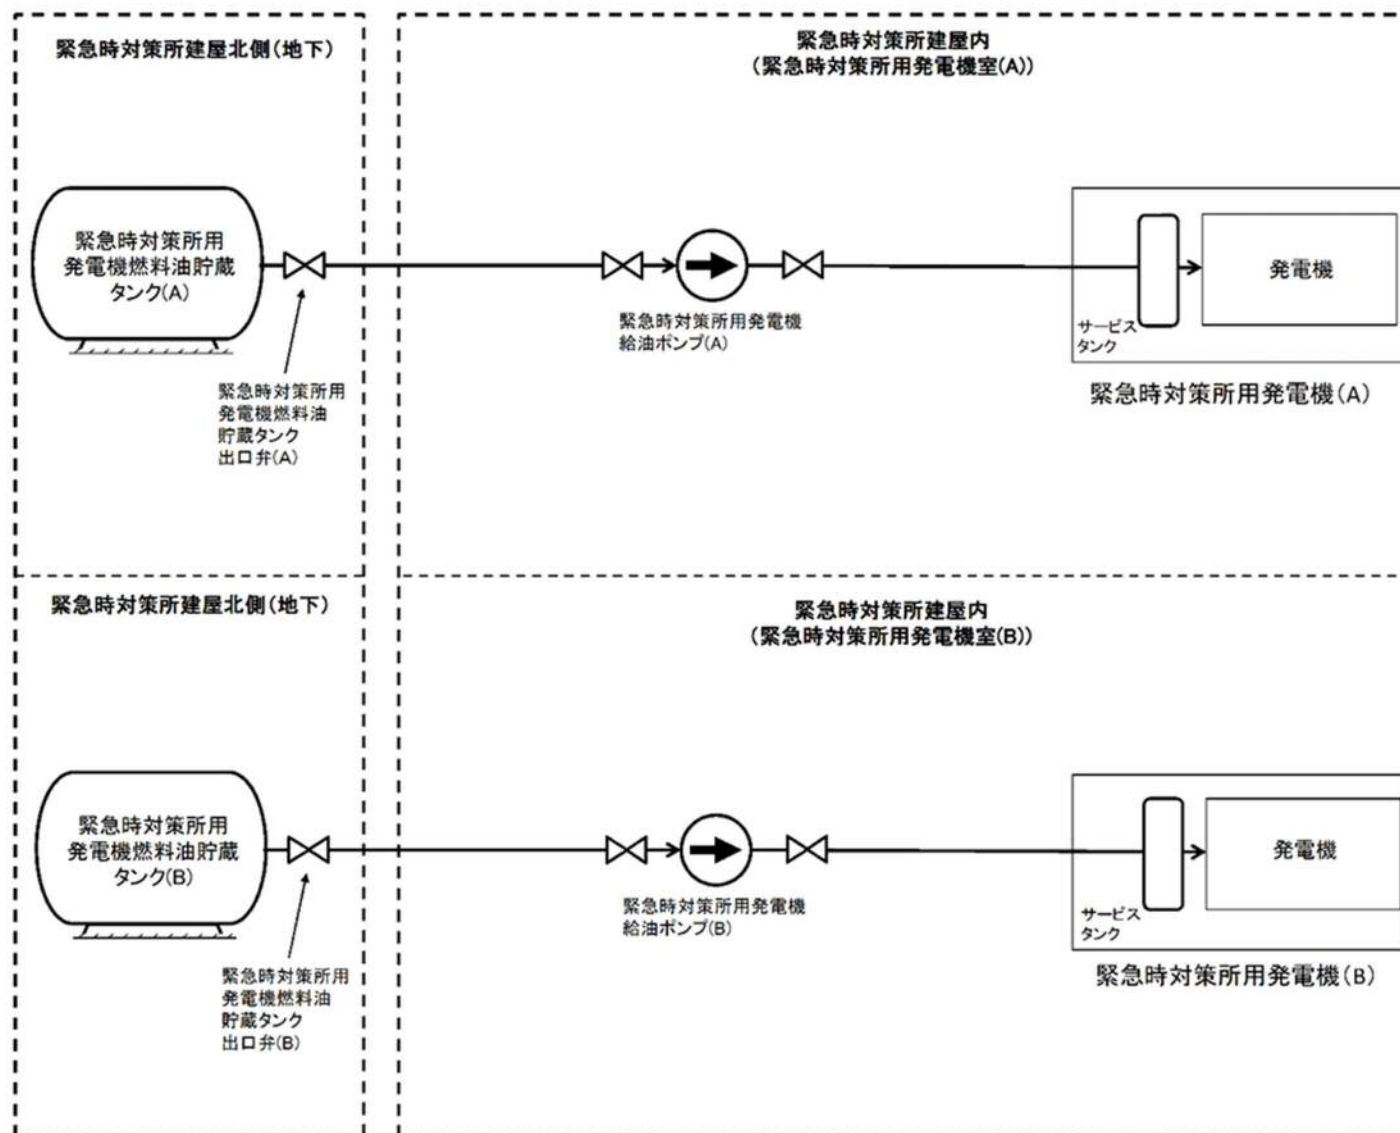 緊急時対策所建屋北側(地下)
緊急時対策所建屋内
(緊急時対策所用発電機室(A))
緊急時対策所用
発電機燃料油貯蔵
タンク(A)
緊急時対策所用
発電機燃料油
貯蔵タンク
出口弁(A)
緊急時対策所用発電機
給油ポンプ(A)
サービス
タンク
発電機
緊急時対策所用発電機(A)
緊急時対策所建屋北側(地下)
緊急時対策所建屋内
(緊急時対策所用発電機室(B))
緊急時対策所用
発電機燃料油貯蔵
タンク(B)
緊急時対策所用
発電機燃料油
貯蔵タンク
出口弁(B)
緊急時対策所用発電機
給油ポンプ(B)
サービス
タンク
発電機
緊急時対策所用発電機(B)